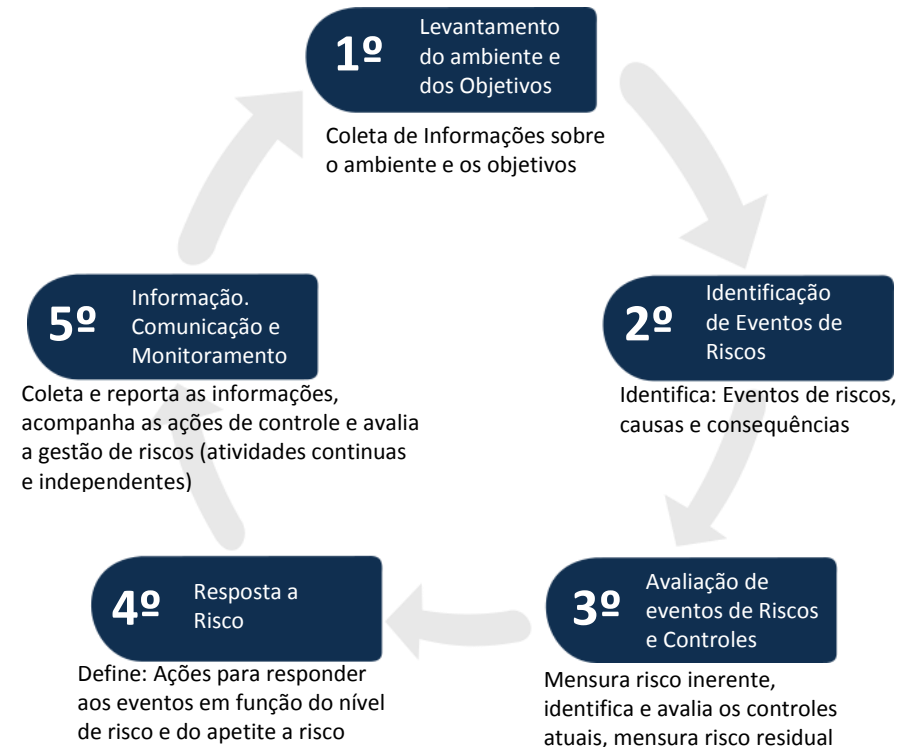 1º
Levantamento
do ambiente e
dos Objetivos
Coleta de Informações sobre
o ambiente e os objetivos
2º
Identificação
de Eventos de
Riscos
Identifica: Eventos de riscos,
causas e consequências
3º
Avaliação de
eventos de Riscos
e Controles
Mensura risco inerente,
identifica e avalia os controles
atuais, mensura risco residual
4º
Resposta a
Risco
Define: Ações para responder
aos eventos em função do nível
de risco e do apetite a risco
5º
Informação.
Comunicação e
Monitoramento
Coleta e reporta as informações,
acompanha as ações de controle e avalia
a gestão de riscos (atividades continuas
e independentes)